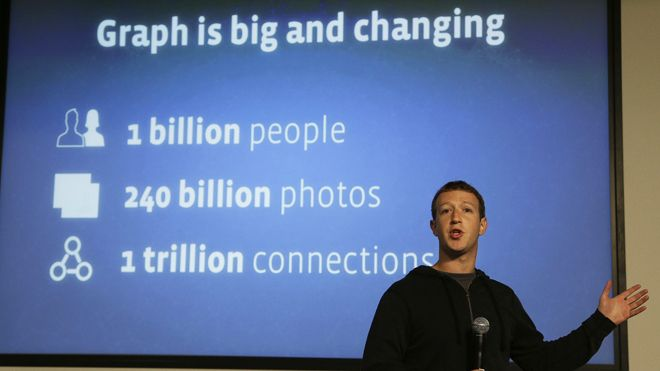 Graph is big and changing
1 billion people
240 billion photos
1 trillion connections